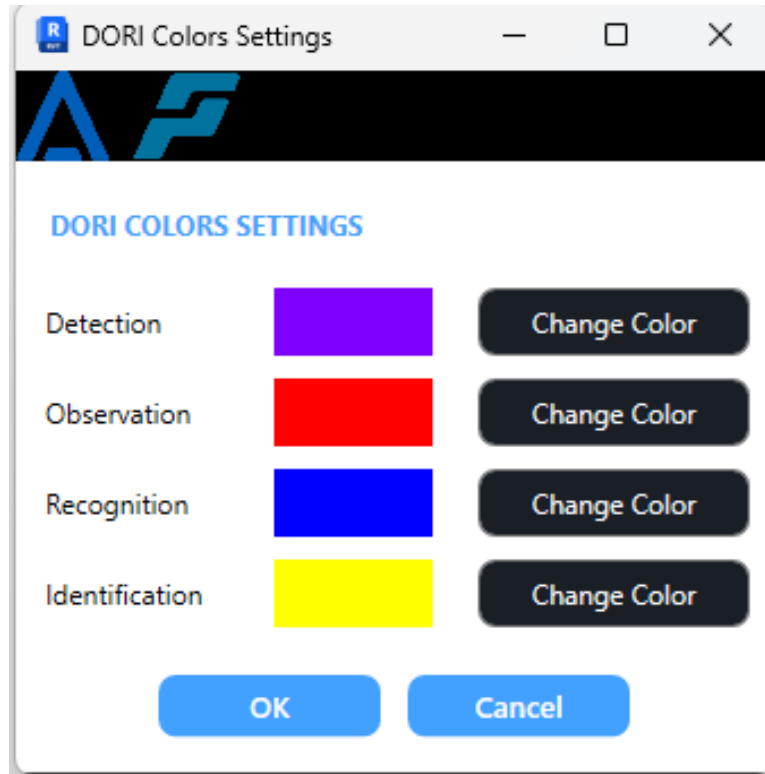 R
RVT
DORI Colors Settings
DORI COLORS SETTINGS
Detection
Change Color
Observation
Change Color
Recognition
Change Color
Identification
Change Color
OK
Cancel